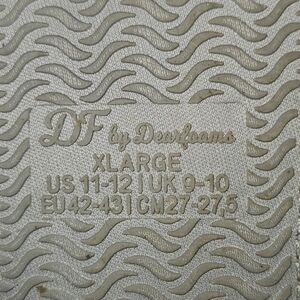 DF by Dearfoams
XLARGE
US 11-12 | UK 9-10
EU 42-43 | CM 27-27.5